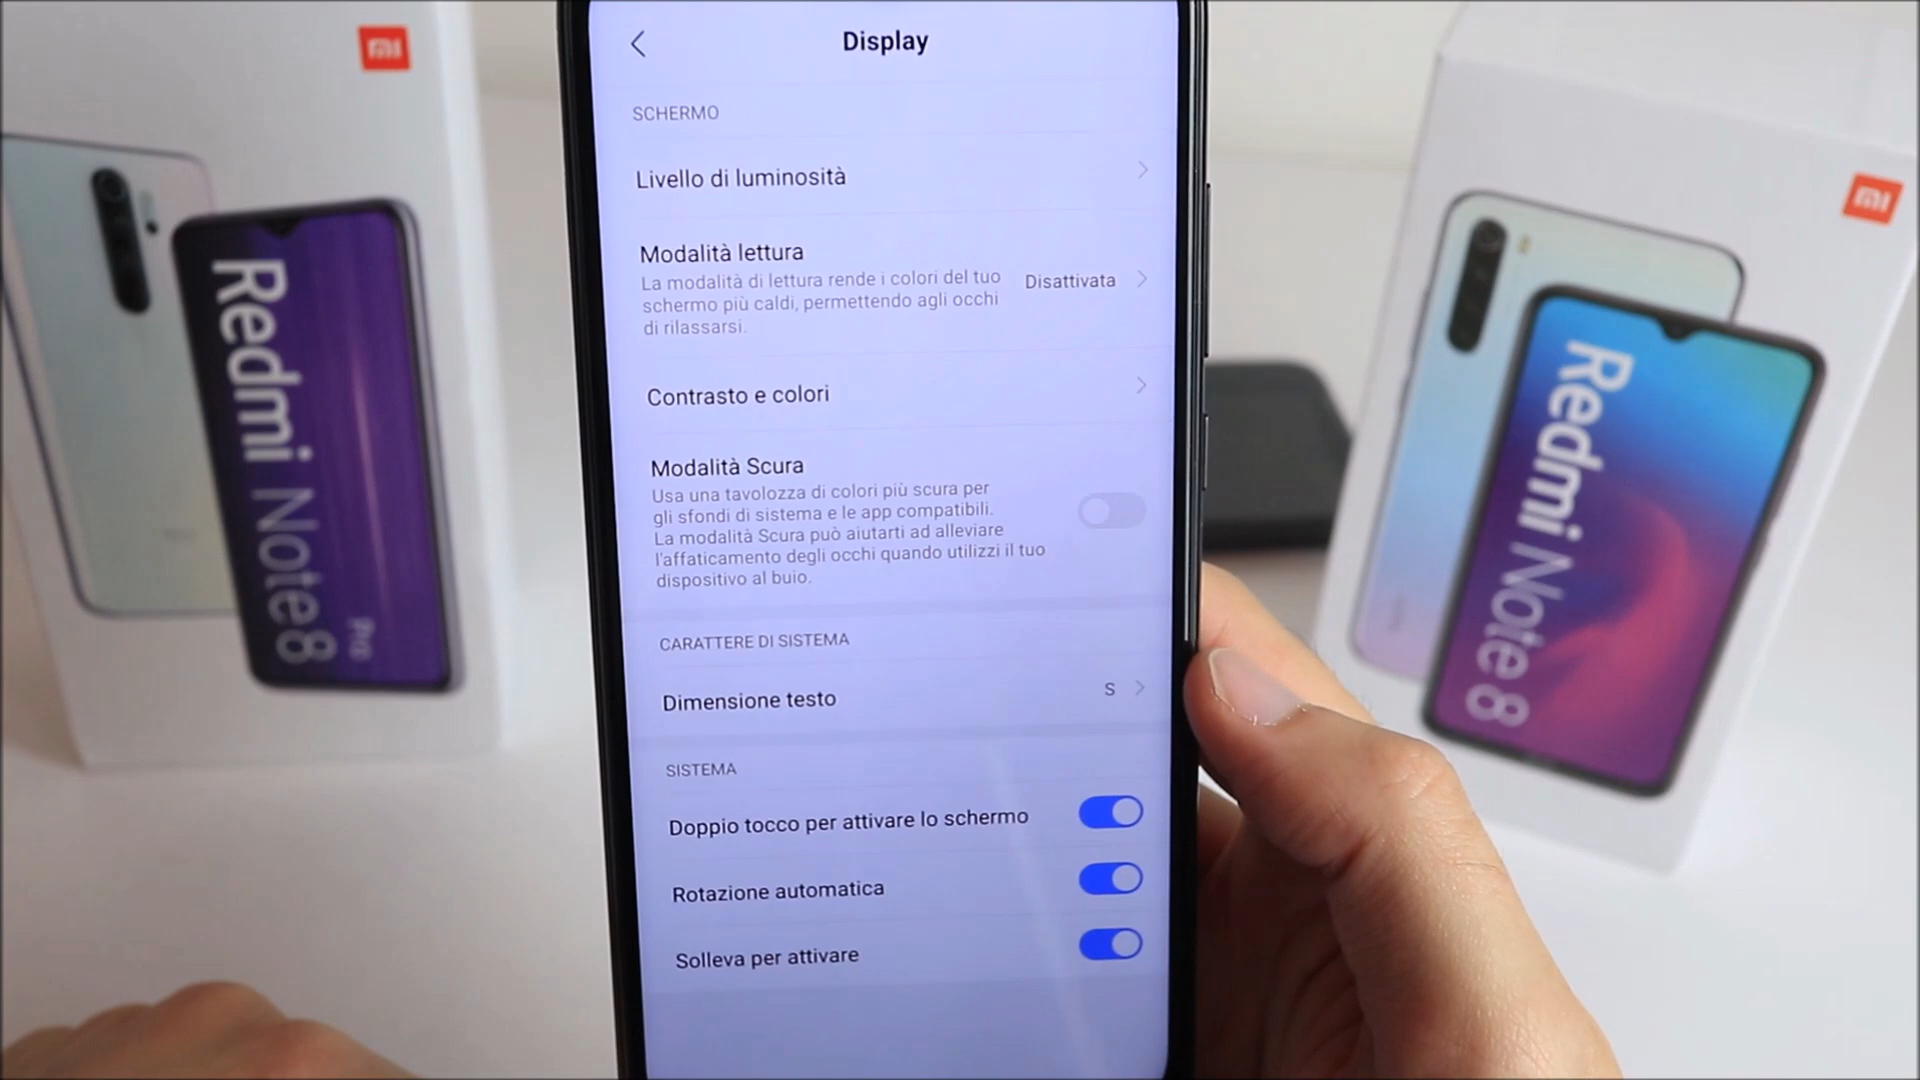 Display
SCHERMO
Livello di luminosità
Modalità lettura
La modalità di lettura rende i colori del tuo
schermo più caldi, permettendo agli occhi
di rilassarsi.
Disattivata
Contrasto e colori
Modalità Scura
Usa una tavolozza di colori più scura per
gli sfondi di sistema e le app compatibili.
La modalità Scura può aiutarti ad alleviare
l'affaticamento degli occhi quando utilizzi il tuo
dispositivo al buio.
CARATTERE DI SISTEMA
Dimensione testo
S
SISTEMA
Doppio tocco per attivare lo schermo
Rotazione automatica
Solleva per attivare
MI
Redmi Note 8
Pro
MI
Redmi Note 8